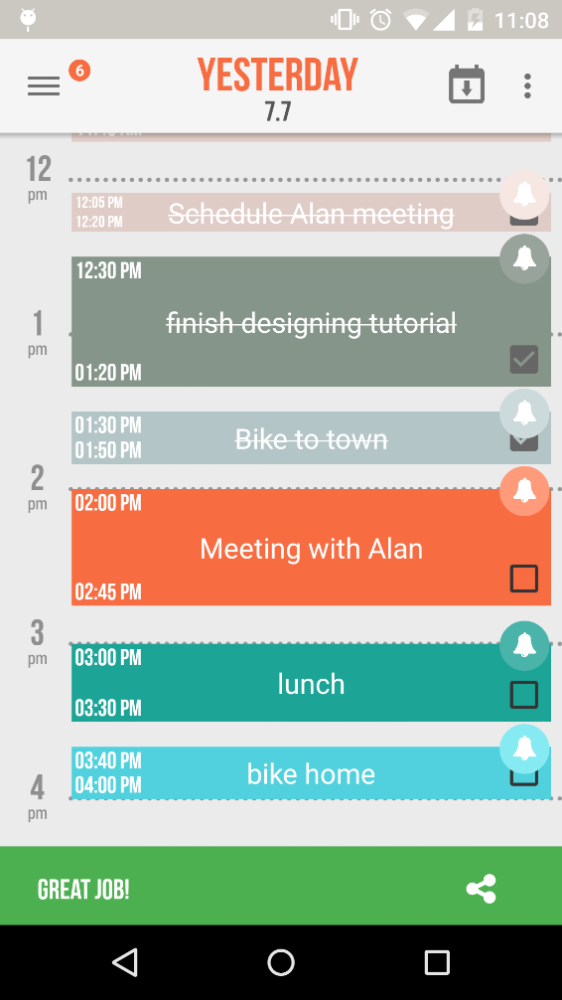 11:08
6
YESTERDAY
7.7
12
pm
12:05 PM
12:20 PM
Schedule Alan meeting
12:30 PM
finish designing tutorial
1
pm
01:20 PM
01:30 PM
01:50 PM
Bike to town
2
pm
02:00 PM
Meeting with Alan
02:45 PM
3
pm
03:00 PM
lunch
03:30 PM
03:40 PM
04:00 PM
bike home
4
pm
GREAT JOB!